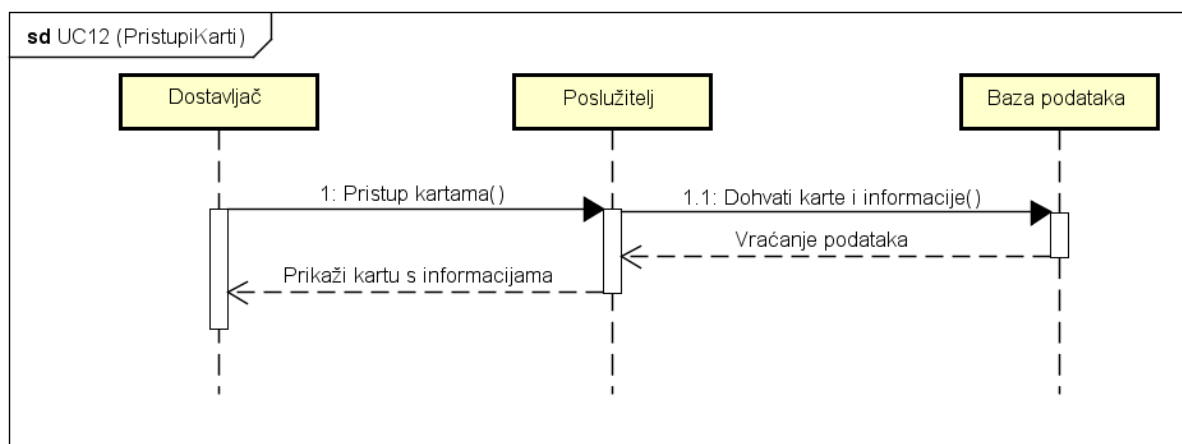 sd UC12 (PristupiKarti)
Dostavljač
Poslužitelj
Baza podataka
1: Pristup kartama()
1.1: Dohvati karte i informacije()
Vraćanje podataka
Prikaži kartu s informacijama